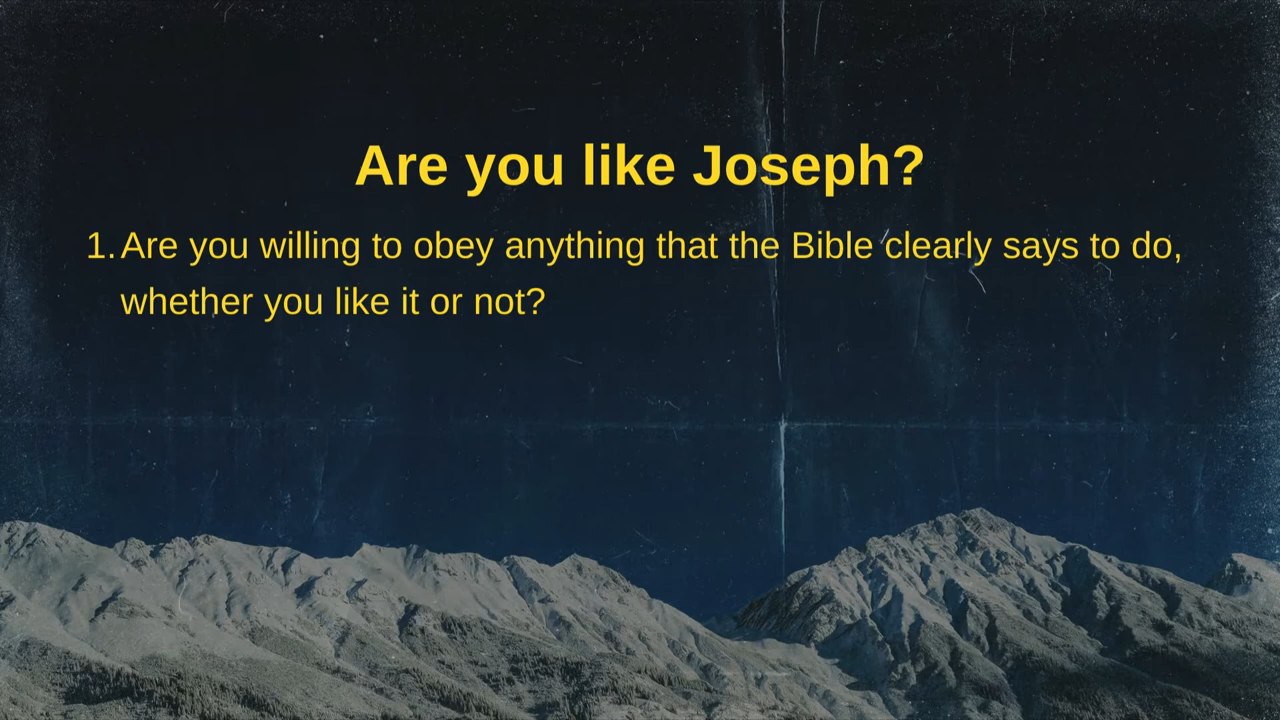 Are you like Joseph?
1. Are you willing to obey anything that the Bible clearly says to do,
whether you like it or not?